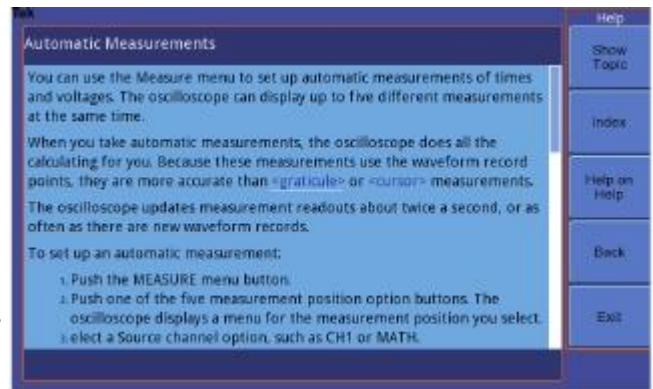 Tek
Automatic Measurements
You can use the Measure menu to set up automatic measurements of times
and voltages. The oscilloscope can display up to five different measurements
at the same time.
When you take automatic measurements, the oscilloscope does all the
calculating for you. Because these measurements use the waveform record
points, they are more accurate than <graticule> or <cursor> measurements.
The oscilloscope updates measurement readouts about twice a second, or as
often as there are new waveform records.
To set up an automatic measurement:
1. Push the MEASURE menu button.
2. Push one of the five measurement position option buttons. The
oscilloscope displays a menu for the measurement position you select.
3. elect a Source channel option, such as CH1 or MATH.
Help
Show
Topic
Index
Help on
Help
Back
Exit